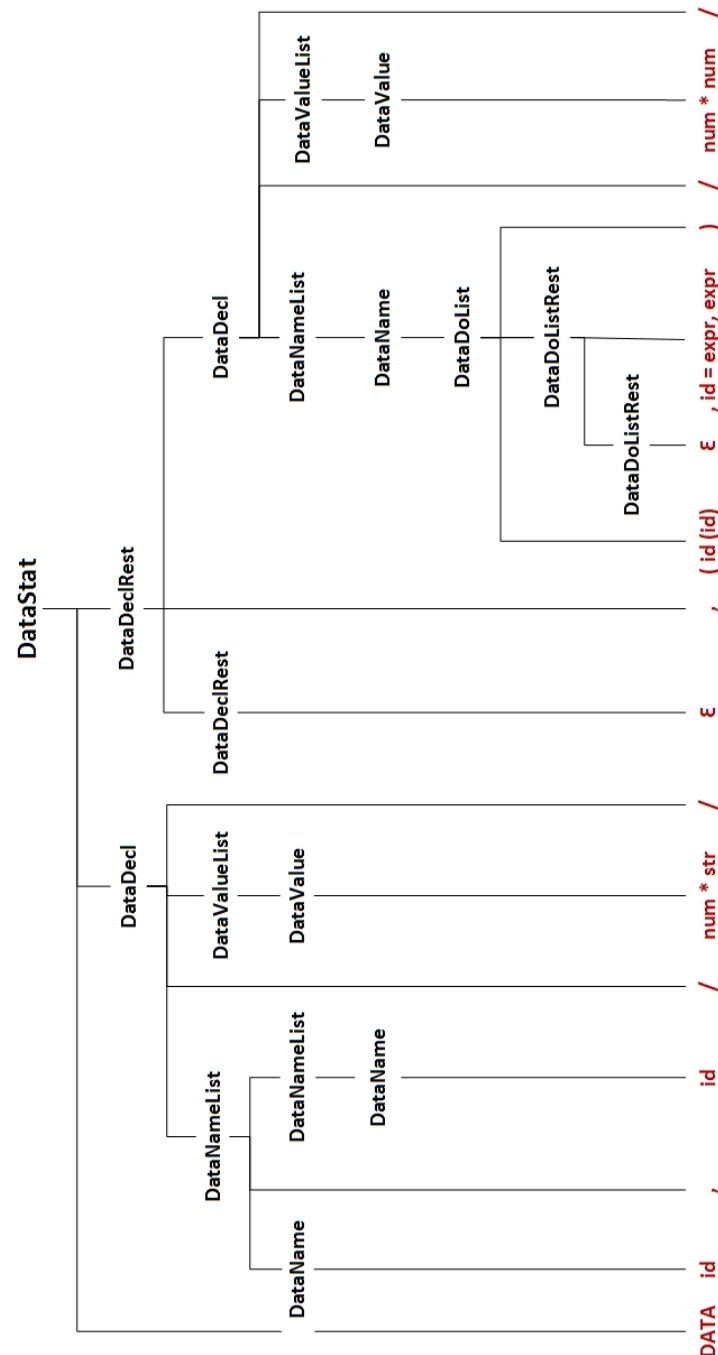 DataStat
DataDecl DataDeclRest
DataNameList DataValueList DataDeclRest DataDecl
DataName DataNameList DataValue DataNameList DataValueList
DataName DataName DataValue
DataDoList
DataDoListRest
DataDoListRest
DATA id , id / num * str / ε , ( id (id) ε , id = expr, expr ) / num * num /